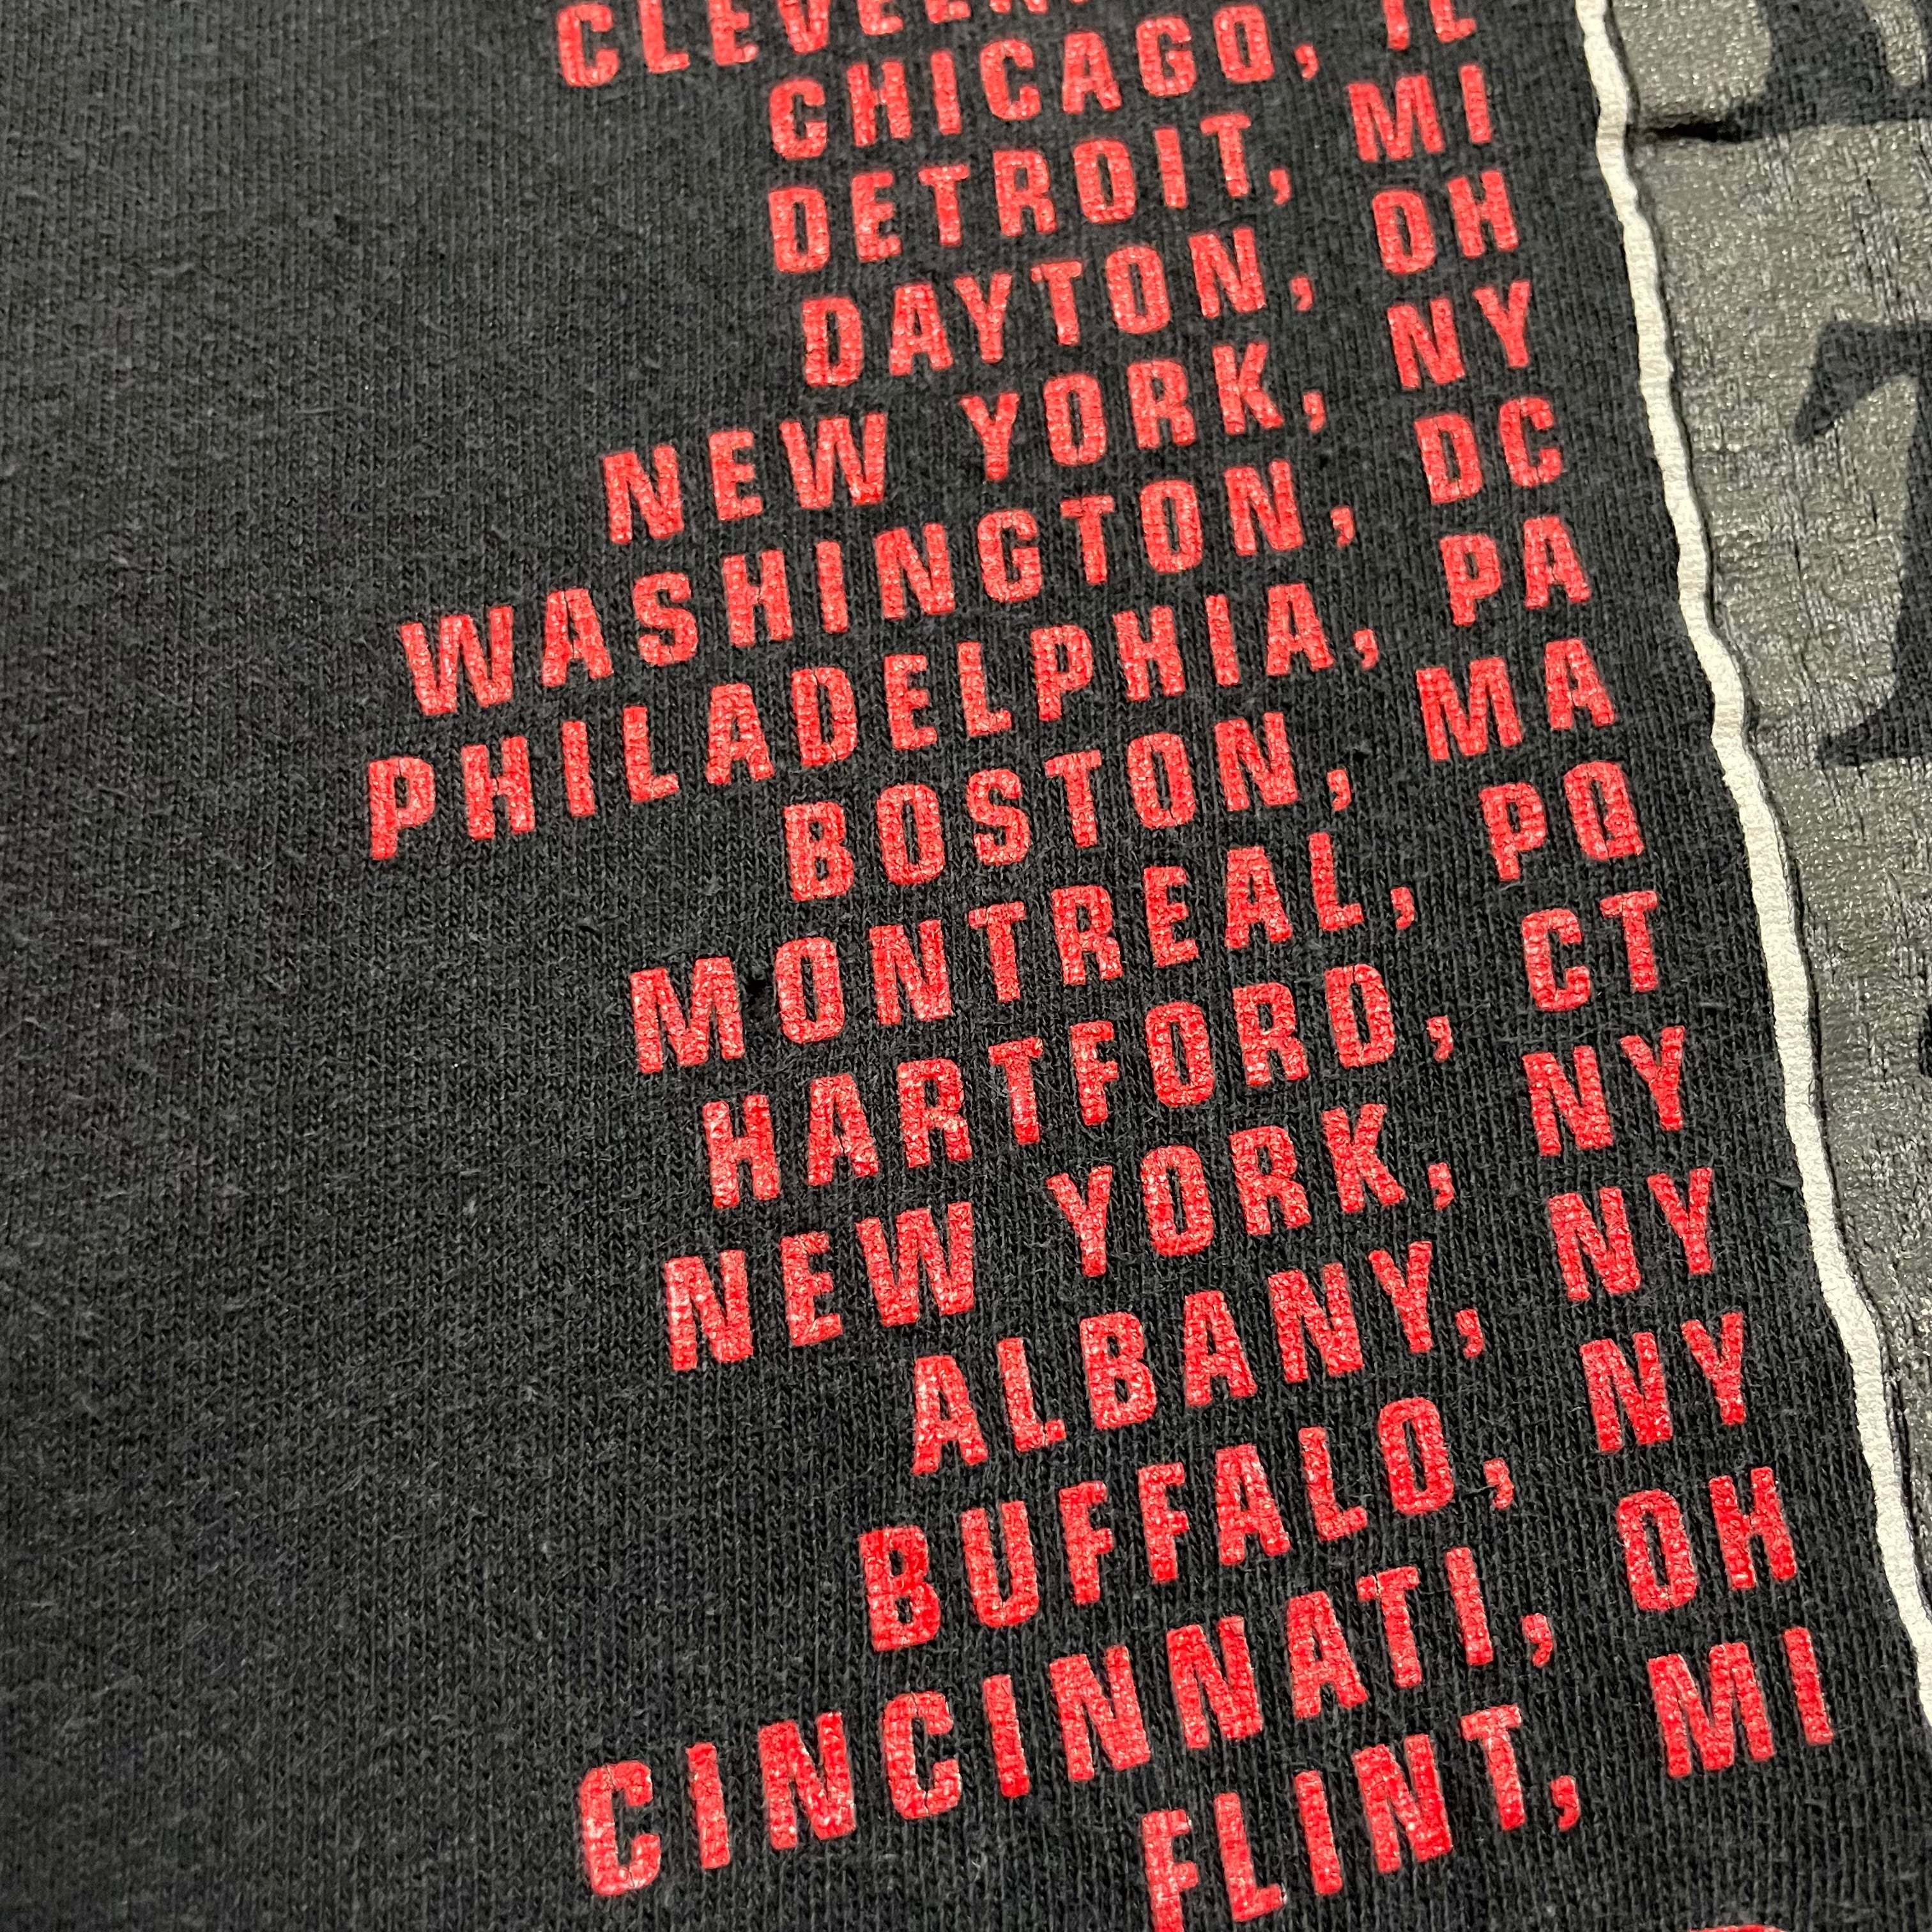 CHICAGO, IL
DETROIT, MI
DAYTON, OH
NEW YORK, NY
WASHINGTON, DC
PHILADELPHIA, PA
BOSTON, MA
MONTREAL, PQ
HARTFORD, CT
NEW YORK, NY
ALBANY, NY
BUFFALO, NY
CINCINNATI, OH
FLINT, MI